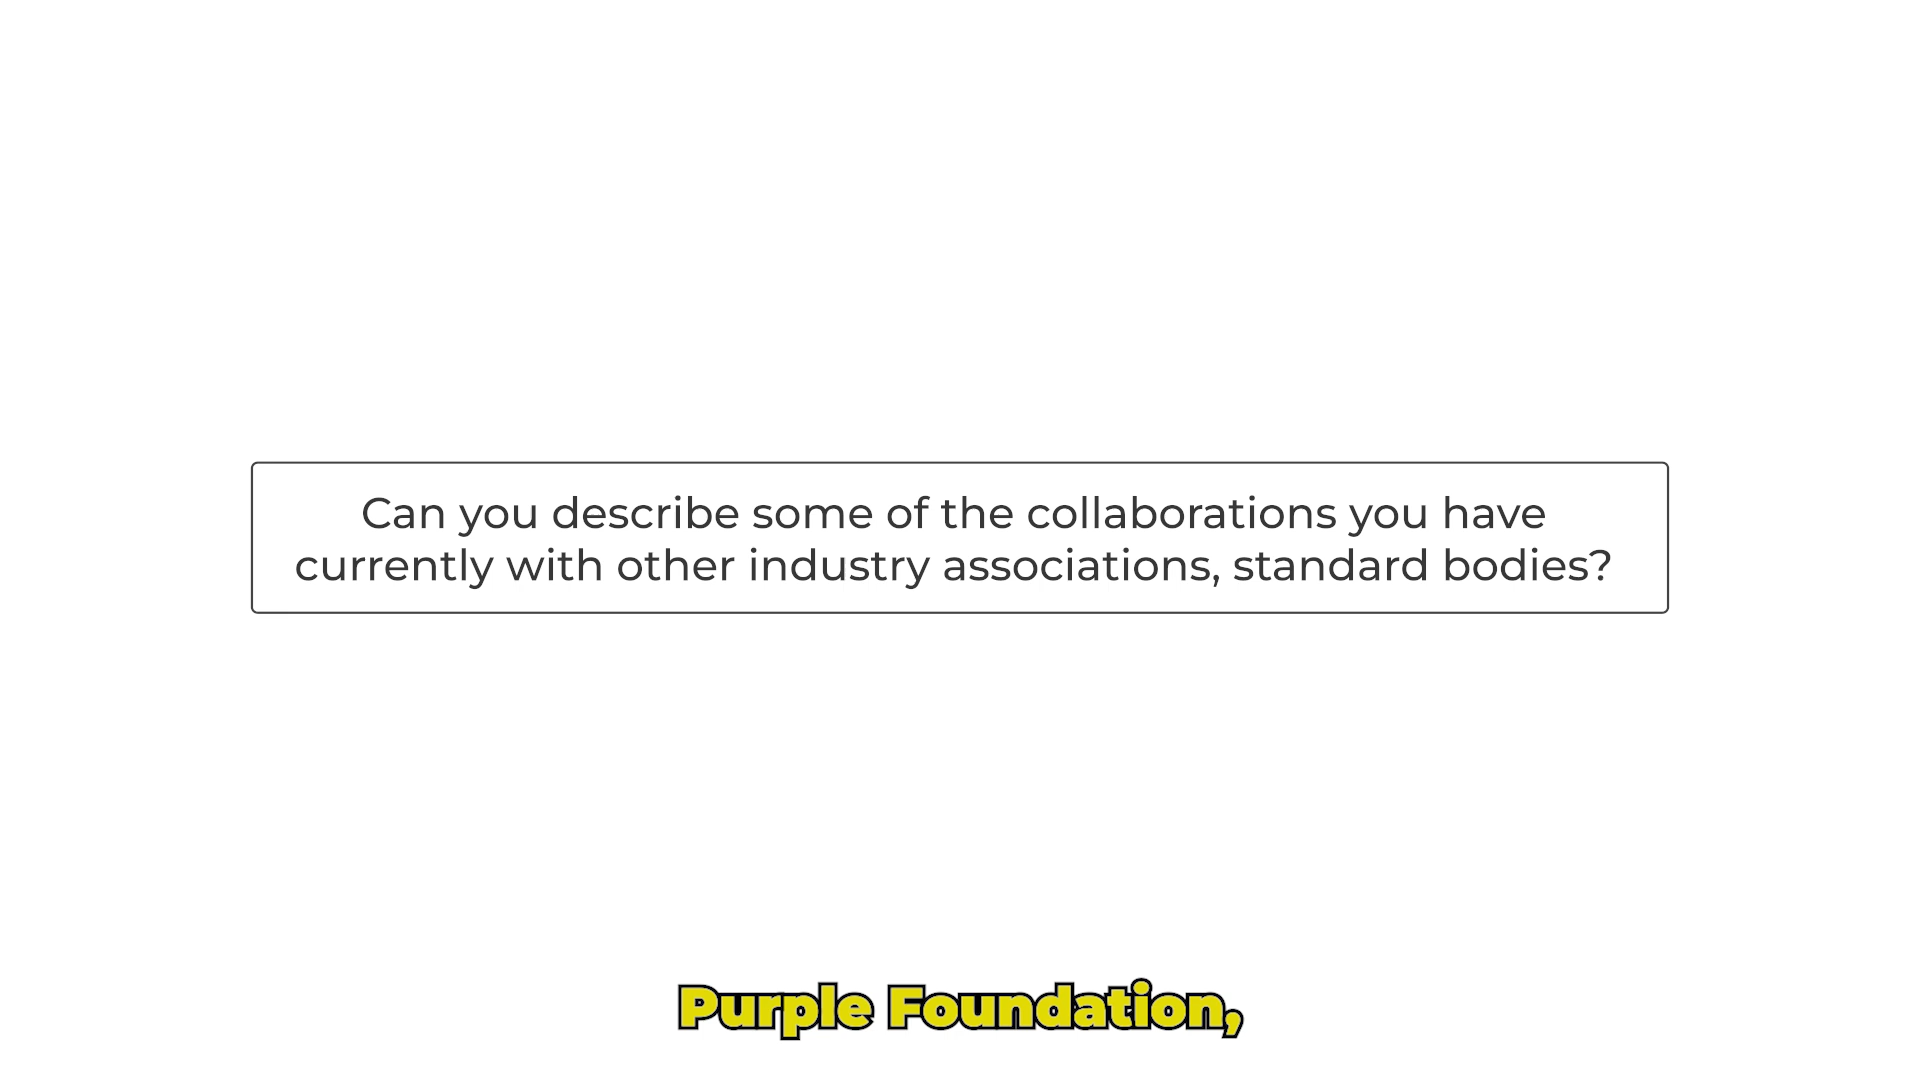 Can you describe some of the collaborations you have
currently with other industry associations, standard bodies?
Purple Foundation,